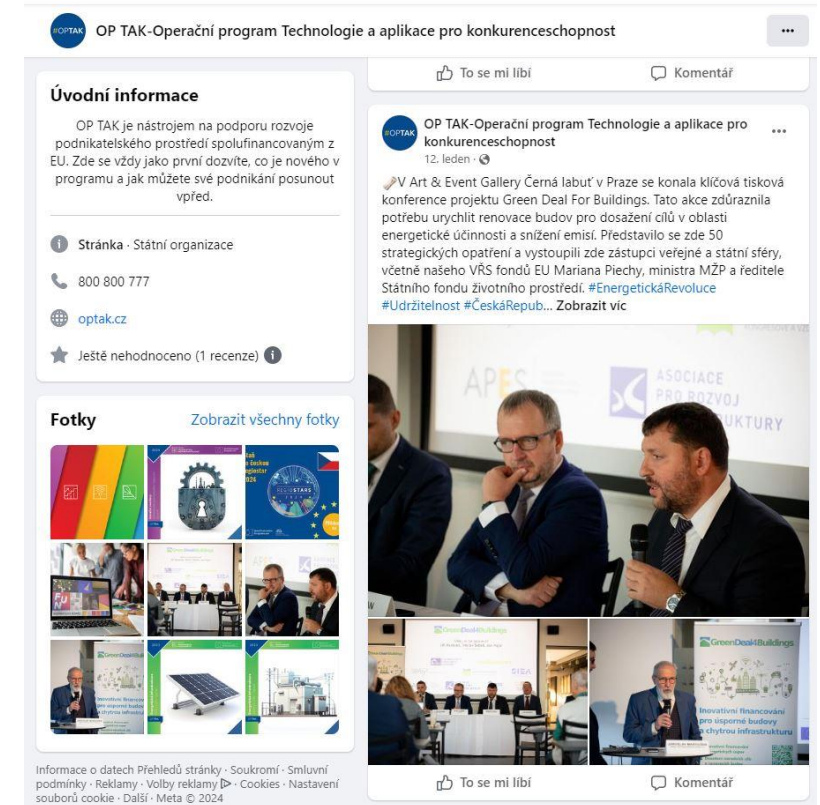 #OPTAK
OP TAK-Operační program Technologie a aplikace pro konkurenceschopnost
Úvodní informace
OP TAK je nástrojem na podporu rozvoje
podnikatelského prostředí spolufinancovaným z
EU. Zde se vždy jako první dozvíte, co je nového v
programu a jak můžete své podnikání posunout
vpřed.
Stránka · Státní organizace
800 800 777
optak.cz
Ještě nehodnoceno (1 recenze)
Fotky
Zobrazit všechny fotky
REGIOSTARS
FUN
GreenDeal4Buildings
Informace o datech Přehledů stránky · Soukromí · Smluvní
podmínky · Reklamy · Volby reklamy · Cookies · Nastavení
souborů cookie · Další · Meta © 2024
To se mi líbí
Komentář
#OPTAK
OP TAK-Operační program Technologie a aplikace pro
konkurenceschopnost
12. leden ·
V Art & Event Gallery Černá labuť v Praze se konala klíčová tisková
konference projektu Green Deal For Buildings. Tato akce zdůraznila
potřebu urychlit renovace budov pro dosažení cílů v oblasti
energetické účinnosti a snížení emisí. Představilo se zde 50
strategických opatření a vystoupili zde zástupci veřejné a státní sféry,
včetně našeho VŘS fondů EU Mariana Piechy, ministra MŽP a ředitele
Státního fondu životního prostředí. #EnergetickáRevoluce
#Udržitelnost #ČeskáRepub... Zobrazit víc
APES
ASOCIACE
PRO ROZVOJ
UKTURY
GreenDeal4Buildings
GreenDeal4Buildings
Inovativní financování
pro úsporné budovy
a chytrou infrastrukturu
To se mi líbí
Komentář